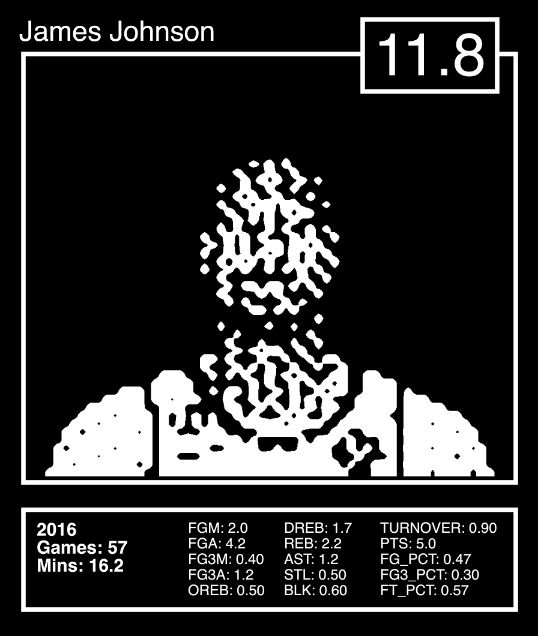 James Johnson
11.8
2016
Games: 57
Mins: 16.2
FGM: 2.0
FGA: 4.2
FG3M: 0.40
FG3A: 1.2
OREB: 0.50
DREB: 1.7
REB: 2.2
AST: 1.2
STL: 0.50
BLK: 0.60
TURNOVER: 0.90
PTS: 5.0
FG_PCT: 0.47
FG3_PCT: 0.30
FT_PCT: 0.57